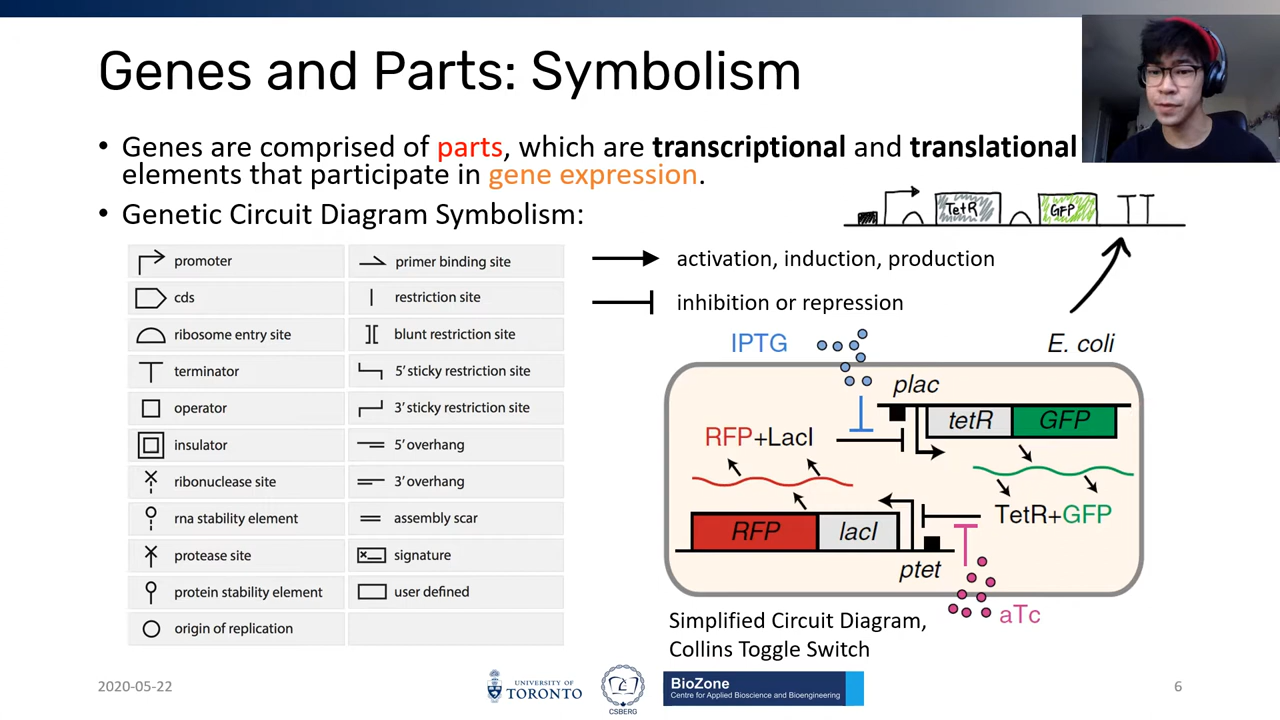 Genes and Parts: Symbolism
• Genes are comprised of parts, which are transcriptional and translational
elements that participate in gene expression.
• Genetic Circuit Diagram Symbolism:
TetR
GFP
promoter
primer binding site
cds
restriction site
ribosome entry site
blunt restriction site
terminator
5' sticky restriction site
operator
3' sticky restriction site
insulator
5' overhang
ribonuclease site
3' overhang
rna stability element
assembly scar
protease site
signature
protein stability element
user defined
origin of replication
activation, induction, production
inhibition or repression
IPTG
E. coli
plac
tetR
GFP
RFP+LacI
TetR+GFP
RFP
lacI
ptet
aTc
Simplified Circuit Diagram,
Collins Toggle Switch
2020-05-22
UNIVERSITY OF
TORONTO
CSBERG
BioZone
Centre for Applied Bioscience and Bioengineering
6